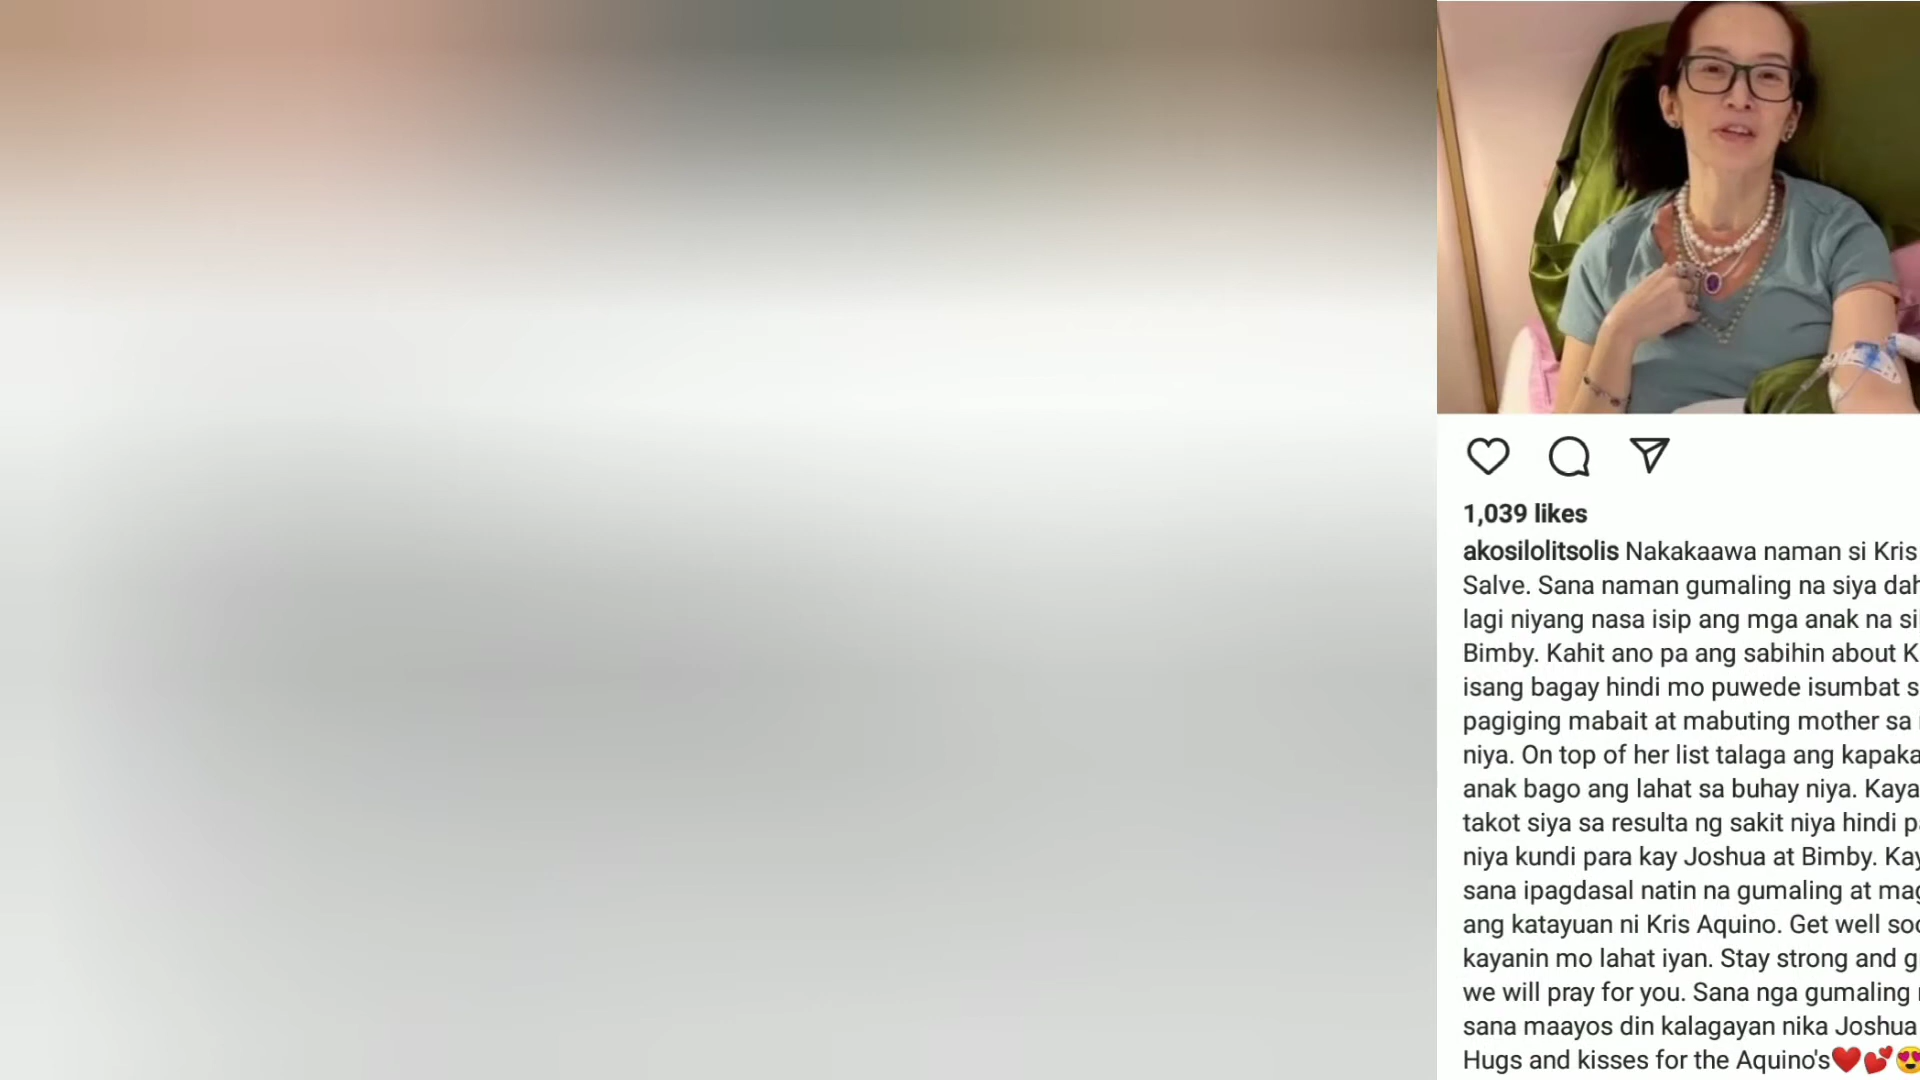 1,039 likes
akosilolitsolis Nakakaawa naman si Kris
Salve. Sana naman gumaling na siya
lagi niyang nasa isip ang mga anak na
Bimby. Kahit ano pa ang sabihin about
isang bagay hindi mo puwede isumbat
pagiging mabait at mabuting mother sa
niya. On top of her list talaga ang
anak bago ang lahat sa buhay niya. Kaya
takot siya sa resulta ng sakit niya hindi
niya kundi para kay Joshua at Bimby.
sana ipagdasal natin na gumaling at
ang katayuan ni Kris Aquino. Get well
kayanin mo lahat iyan. Stay strong and
we will pray for you. Sana nga gumaling
sana maayos din kalagayan nika Joshua
Hugs and kisses for the Aquino's❤️💕😍